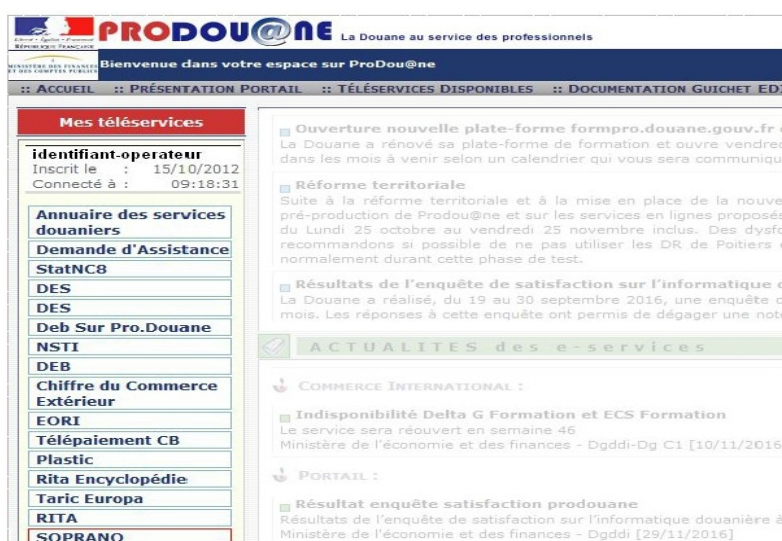 Liberté • Égalité • Fraternité
RÉPUBLIQUE FRANÇAISE
PRODOU@NE La Douane au service des professionnels
MINISTÈRE DES FINANCES
ET DES COMPTES PUBLICS
Bienvenue dans votre espace sur ProDou@ne
:: ACCUEIL :: PRÉSENTATION PORTAIL :: TÉLÉSERVICES DISPONIBLES :: DOCUMENTATION GUICHET EDI
Mes téléservices
identifiant-operateur
Inscrit le : 15/10/2012
Connecté à : 09:18:31
Annuaire des services
douaniers
Demande d'Assistance
StatNC8
DES
DES
Deb Sur Pro.Douane
NSTI
DEB
Chiffre du Commerce
Extérieur
EORI
Télépaiement CB
Plastic
Rita Encyclopédie
Taric Europa
RITA
SOPRANO
Ouverture nouvelle plate-forme formpro.douane.gouv.fr
La Douane a rénové sa plate-forme de formation et ouvre vendre
dans les mois à venir selon un calendrier qui vous sera communiqu
Réforme territoriale
Suite à la réforme territoriale et à la mise en place de la nouve
pré-production de Prodou@ne et sur les services en lignes proposés
du Lundi 25 octobre au vendredi 25 novembre inclus. Des dysfo
recommandons si possible de ne pas utiliser les DR de Poitiers
normalement durant cette phase de test.
Résultats de l'enquête de satisfaction sur l'informatique
La Douane a réalisé, du 19 au 30 septembre 2016, une enquête
mois. Les réponses à cette enquête ont permis de dégager une note
ACTUALITES des e-services
COMMERCE INTERNATIONAL :
Indisponibilité Delta G Formation et ECS Formation
Le service sera réouvert en semaine 46
Ministère de l'économie et des finances - Dgddi-Dg C1 [10/11/2016
PORTAIL :
Résultat enquête satisfaction prodouane
Résultats de l'enquête de satisfaction sur l'informatique douanière à
Ministère de l'économie et des finances - Dgddi [29/11/2016]